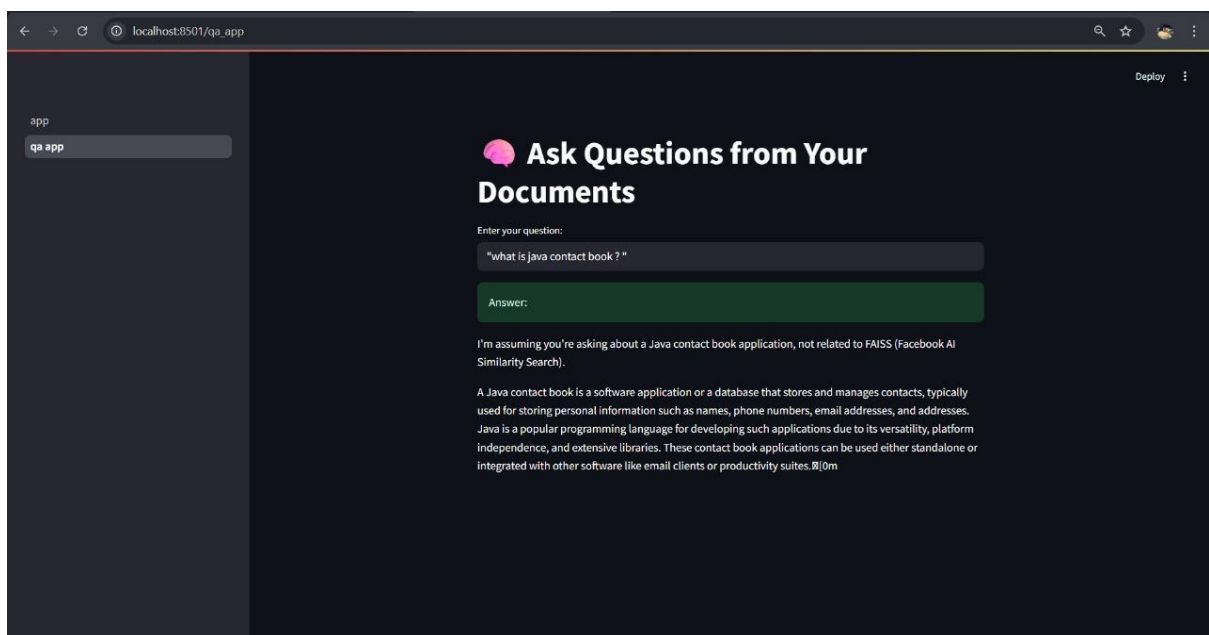 localhost:8501/qa_app
Deploy
app
qa app
Ask Questions from Your
Documents
Enter your question:
"what is java contact book ? "
Answer:
I'm assuming you're asking about a Java contact book application, not related to FAISS (Facebook AI
Similarity Search).
A Java contact book is a software application or a database that stores and manages contacts, typically
used for storing personal information such as names, phone numbers, email addresses, and addresses.
Java is a popular programming language for developing such applications due to its versatility, platform
independence, and extensive libraries. These contact book applications can be used either standalone or
integrated with other software like email clients or productivity suites.[0m